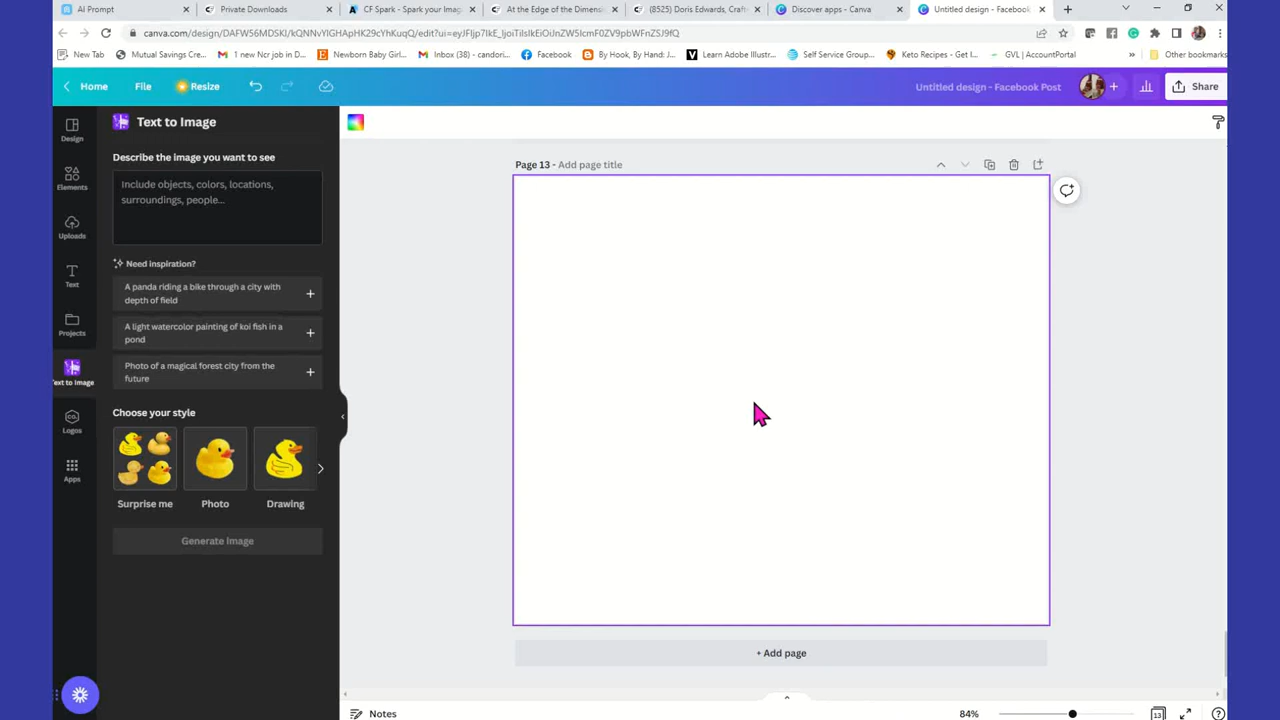 AI Prompt
Private Downloads
CF Spark - Spark your Imag
At the Edge of the Dimensi
(8525) Doris Edwards, Craft
Discover apps - Canva
Untitled design - Facebook
canva.com/design/DAFWS6MDSKI/
New Tab
Mutual Savings Cre...
1 new Ncr job in D...
Newborn Baby Girl...
Inbox (34) - candori...
Facebook
By Hook, By Hand:...
Learn Adobe Illustr...
Self Service Group...
Keto Recipes - Get I...
GVL | AccountPortal
»
Other bookmarks
Home
File
Resize
Untitled design - Facebook Post
Share
Design
Elements
Uploads
Text
Projects
Text to Image
Logos
Apps
Text to Image
Describe the image you want to see
Include objects, colors, locations,
surroundings, people...
Need inspiration?
A panda riding a bike through a city with
depth of field
A light watercolor painting of koi fish in a
pond
Photo of a magical forest city from the
future
Choose your style
Surprise me
Photo
Drawing
Generate Image
Page 13 - Add page title
+ Add page
Notes
84%
13